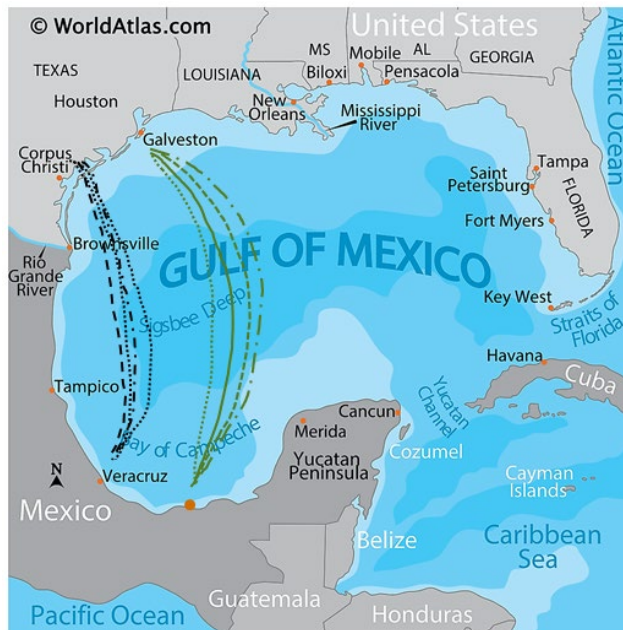 © WorldAtlas.com
United States
MS
Mobile
AL
GEORGIA
TEXAS
LOUISIANA
Biloxi
Pensacola
Atlantic Ocean
Houston
New
Orleans
Mississippi
River
Galveston
Corpus
Christi
Tampa
Saint
Petersburg
FLORIDA
Fort Myers
Brownsville
GULF OF MEXICO
Rio
Grande
River
Key West
Sigsbee Deep
Straits of
Florida
Havana
Cuba
Tampico
Yucatan
Channel
Cancun
Bay of Campeche
Merida
Cozumel
Yucatan
Peninsula
N
Veracruz
Cayman
Islands
Mexico
Belize
Caribbean
Sea
Guatemala
Pacific Ocean
Honduras